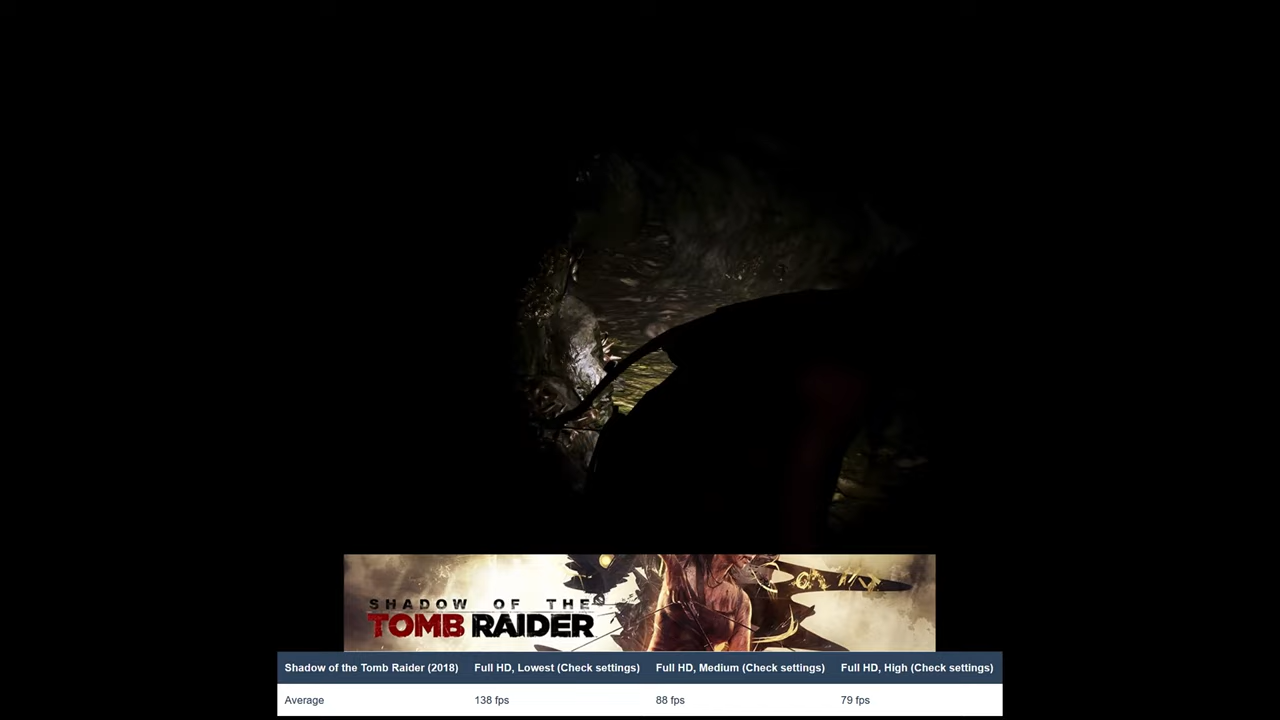 SHADOW OF THE
TOMB RAIDER
Shadow of the Tomb Raider (2018) Full HD, Lowest (Check settings) Full HD, Medium (Check settings) Full HD, High (Check settings)
Average 138 fps 88 fps 79 fps